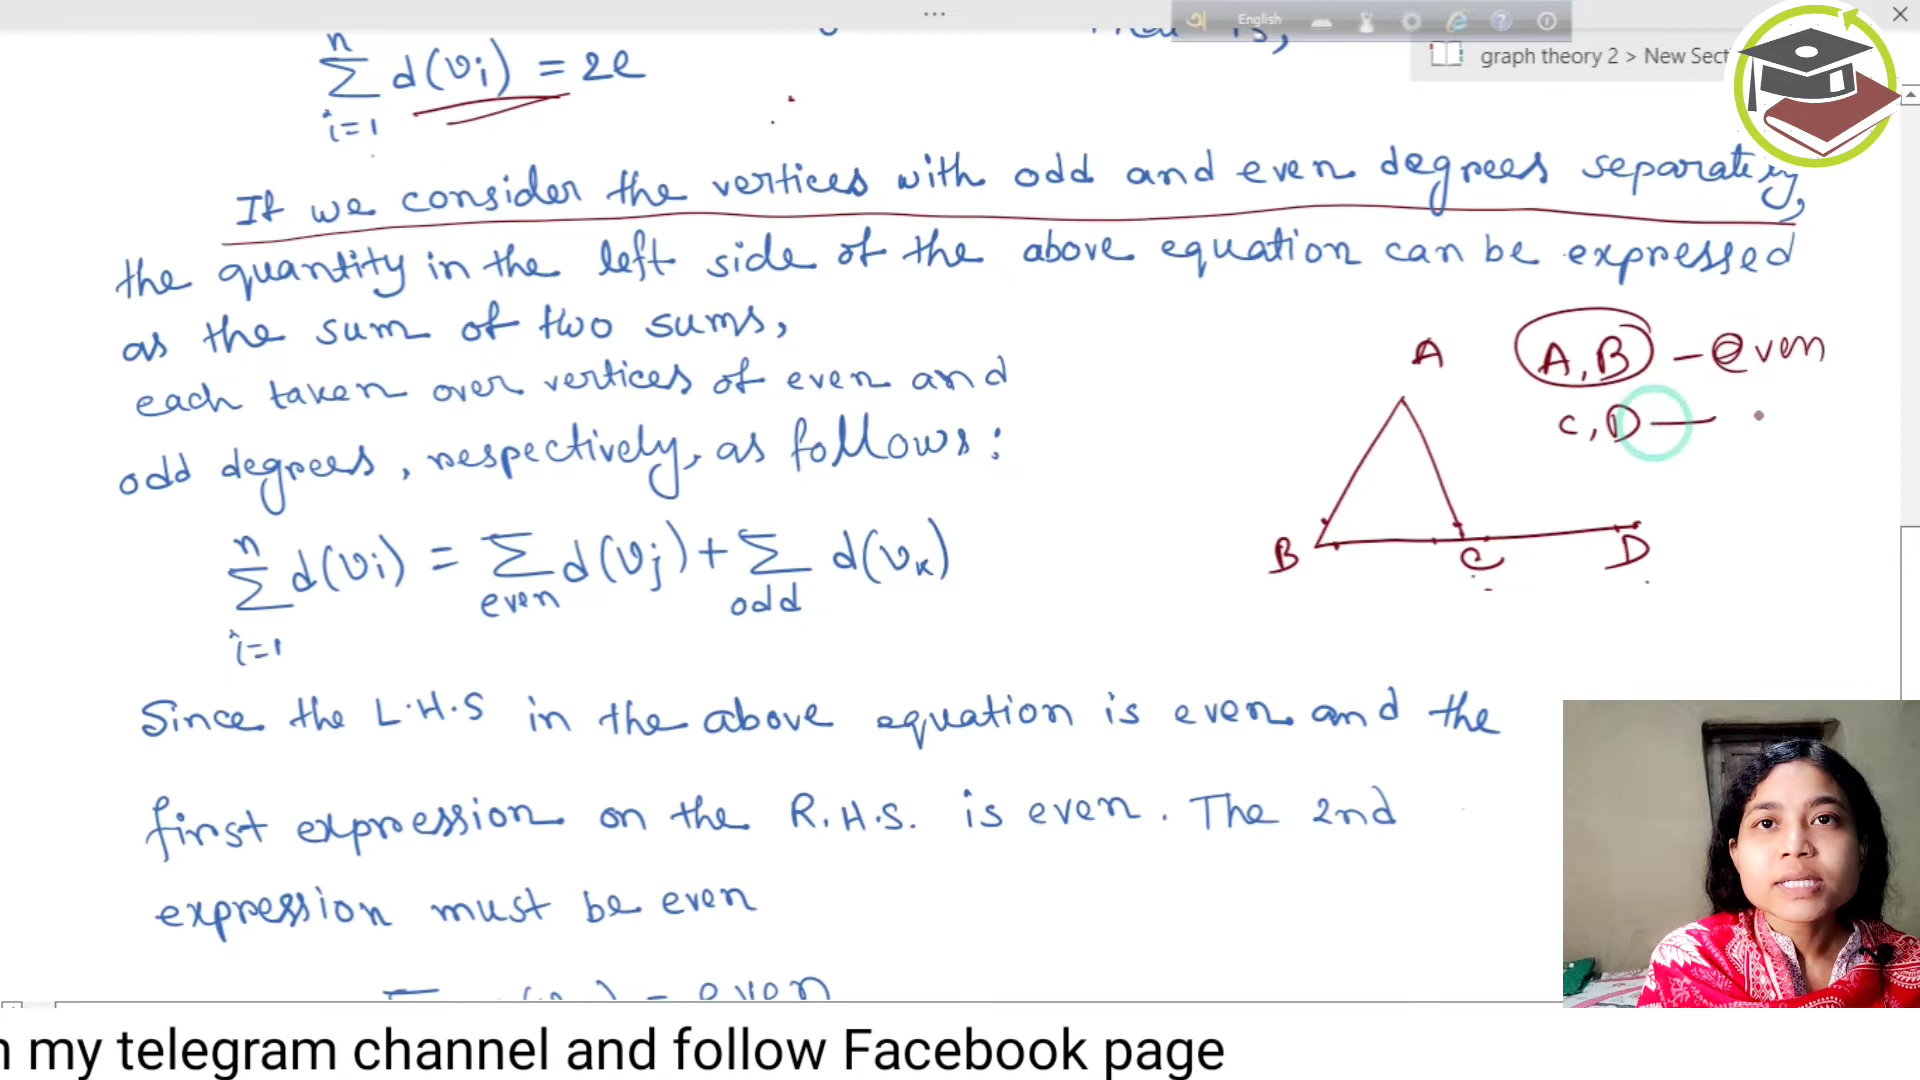 English
graph theory 2 > New Sect
n
∑ d(vi) = 2e
i=1
If we consider the vertices with odd and even degrees separately,
the quantity in the left side of the above equation can be expressed
as the sum of two sums,
each taken over vertices of even and
odd degrees, respectively, as follows:
n
∑ d(vi) = ∑ d(vj) + ∑ d(vk)
i=1 even odd
A A, B – even
C, D —
B C D
Since the L.H.S in the above equation is even and the
first expression on the R.H.S. is even. The 2nd
expression must be even
my telegram channel and follow Facebook page